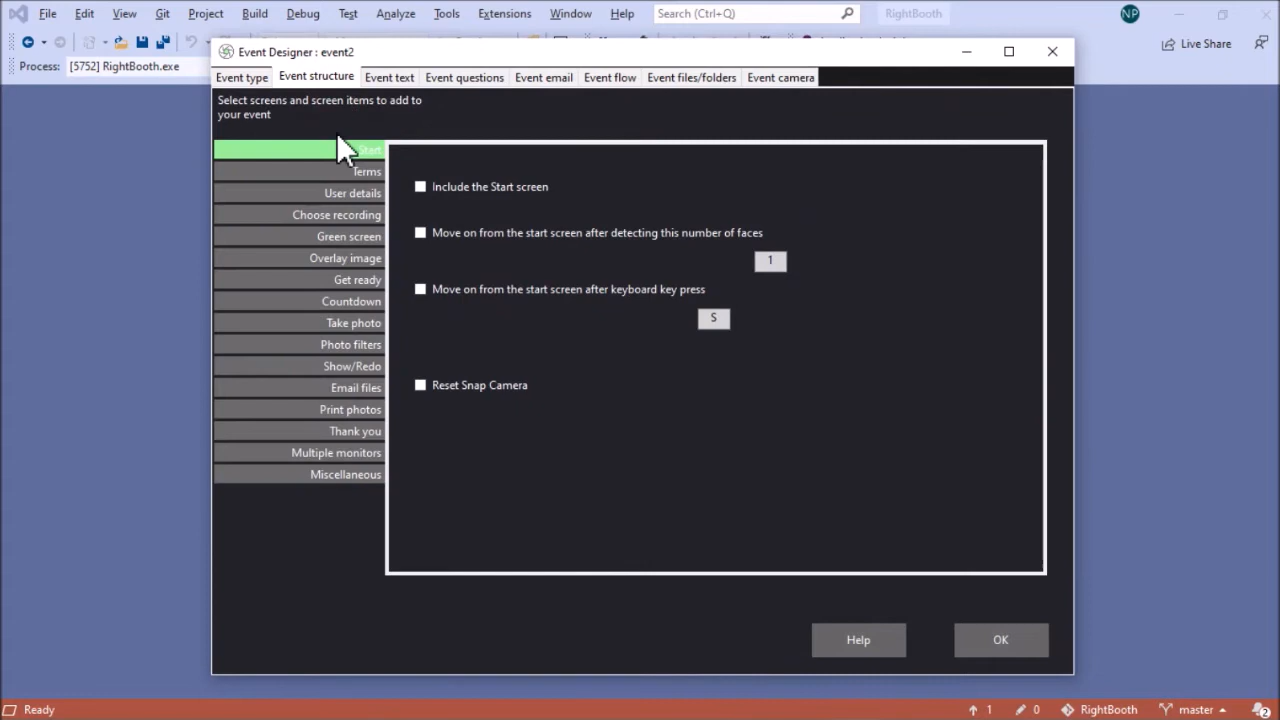 File Edit View Git Project Build Debug Test Analyze Tools Extensions Window Help Search (Ctrl+Q) RightBooth NP
Live Share
Process: [5752] RightBooth.exe
Event Designer : event2
Event type Event structure Event text Event questions Event email Event flow Event files/folders Event camera
Select screens and screen items to add to
your event
Start
Terms
User details
Choose recording
Green screen
Overlay image
Get ready
Countdown
Take photo
Photo filters
Show/Redo
Email files
Print photos
Thank you
Multiple monitors
Miscellaneous
Include the Start screen
Move on from the start screen after detecting this number of faces
1
Move on from the start screen after keyboard key press
S
Reset Snap Camera
Help OK
Ready 1 0 RightBooth master 2